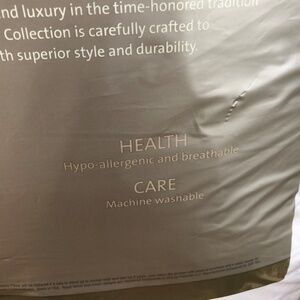 nd luxury in the time-honored tradition
Collection is carefully crafted to
th superior style and durability.
HEALTH
Hypo-allergenic and breathable
CARE
Machine washable